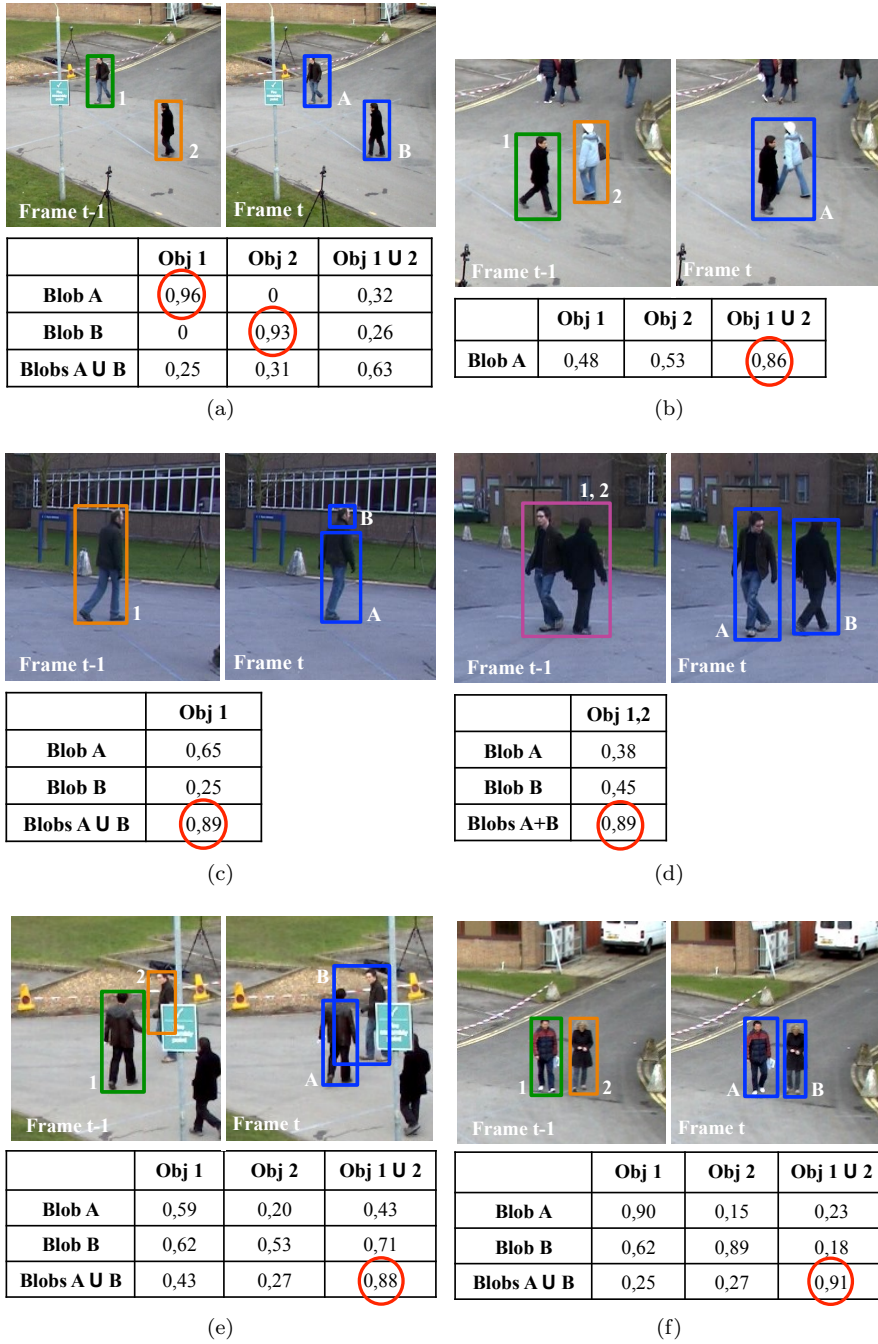 1
2
Frame t-1
A
B
Frame t
Obj 1 Obj 2 Obj 1 U 2
Blob A 0,96 0 0,32
Blob B 0 0,93 0,26
Blobs A U B 0,25 0,31 0,63
(a)
1
2
Frame t-1
A
Frame t
Obj 1 Obj 2 Obj 1 U 2
Blob A 0,48 0,53 0,86
(b)
1
Frame t-1
B
A
Frame t
Obj 1
Blob A 0,65
Blob B 0,25
Blobs A U B 0,89
(c)
1, 2
Frame t-1
A
B
Frame t
Obj 1,2
Blob A 0,38
Blob B 0,45
Blobs A+B 0,89
(d)
2
assembly
point
1
Frame t-1
B
assembly
point
A
Frame t
Obj 1 Obj 2 Obj 1 U 2
Blob A 0,59 0,20 0,43
Blob B 0,62 0,53 0,71
Blobs A U B 0,43 0,27 0,88
(e)
1
2
Frame t-1
A
B
Frame t
Obj 1 Obj 2 Obj 1 U 2
Blob A 0,90 0,15 0,23
Blob B 0,62 0,89 0,18
Blobs A U B 0,25 0,27 0,91
(f)